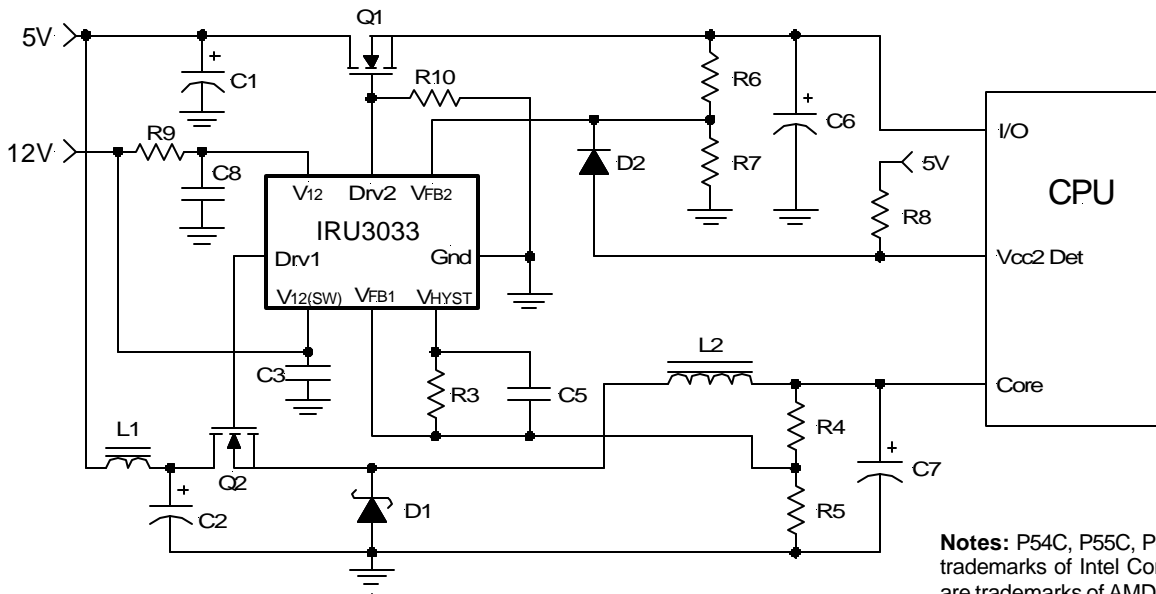 Q1
5V
C1
R10
R6
R9
12V
C8
C6
I/O
D2
R7
5V
CPU
V12
Drv2
VFB2
R8
IRU3033
Drv1
Gnd
Vcc2 Det
V12(SW)
VFB1
VHYST
L2
C3
R3
C5
Core
L1
R4
C7
Q2
C2
D1
R5
Notes: P54C, P55C, P
trademarks of Intel Cor
are trademarks of AMD